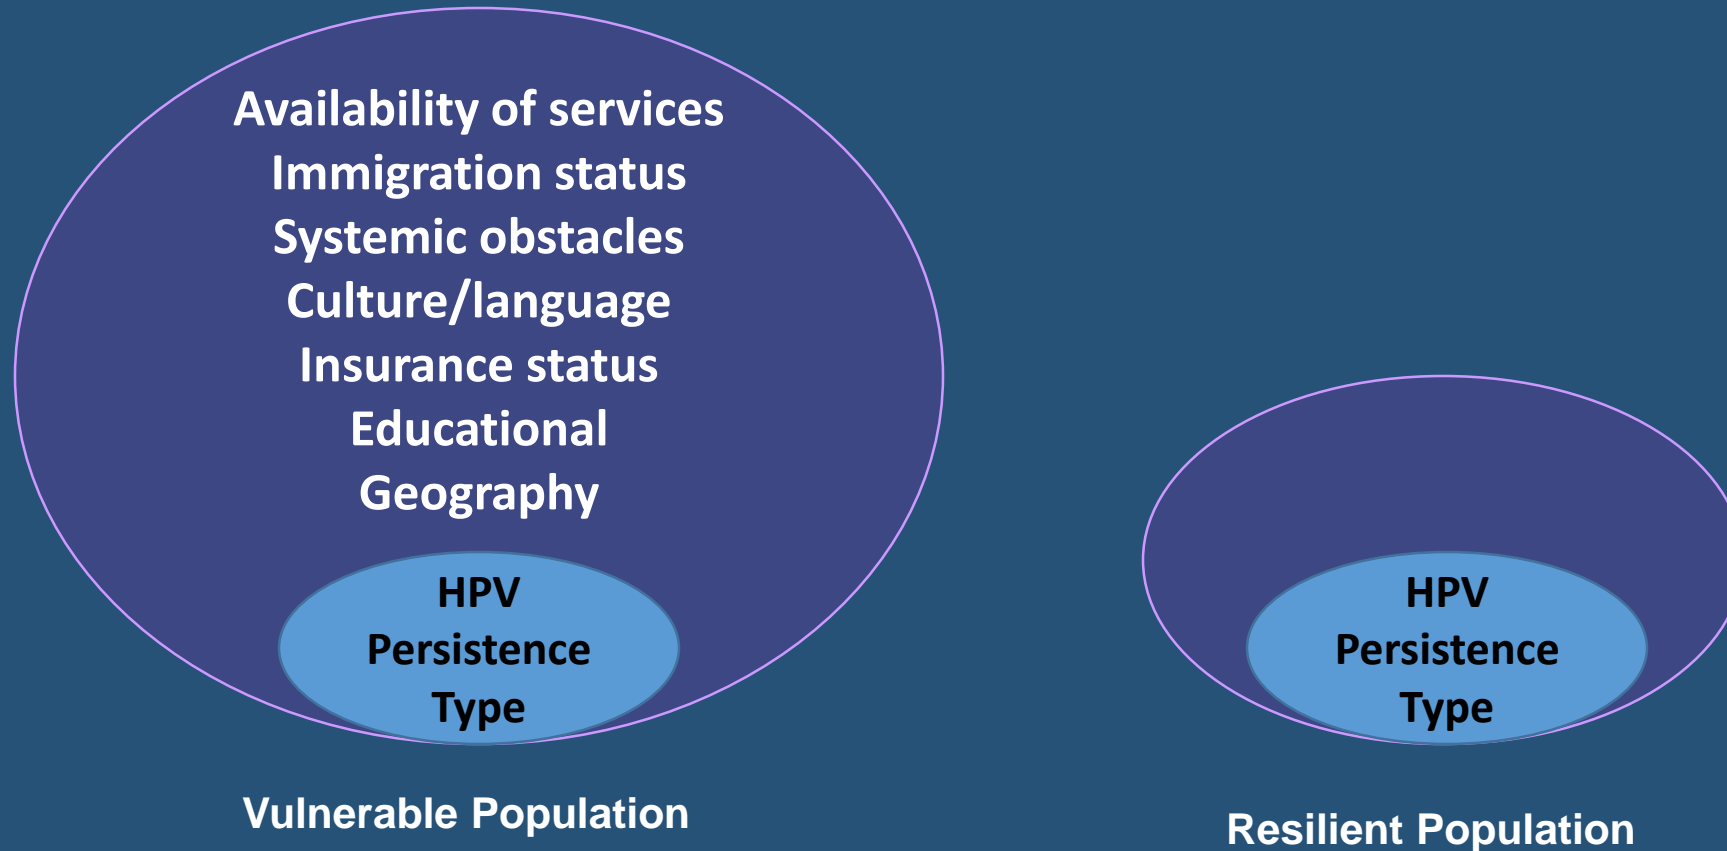 Availability of services
Immigration status
Systemic obstacles
Culture/language
Insurance status
Educational
Geography
HPV
Persistence
Type
Vulnerable Population
HPV
Persistence
Type
Resilient Population